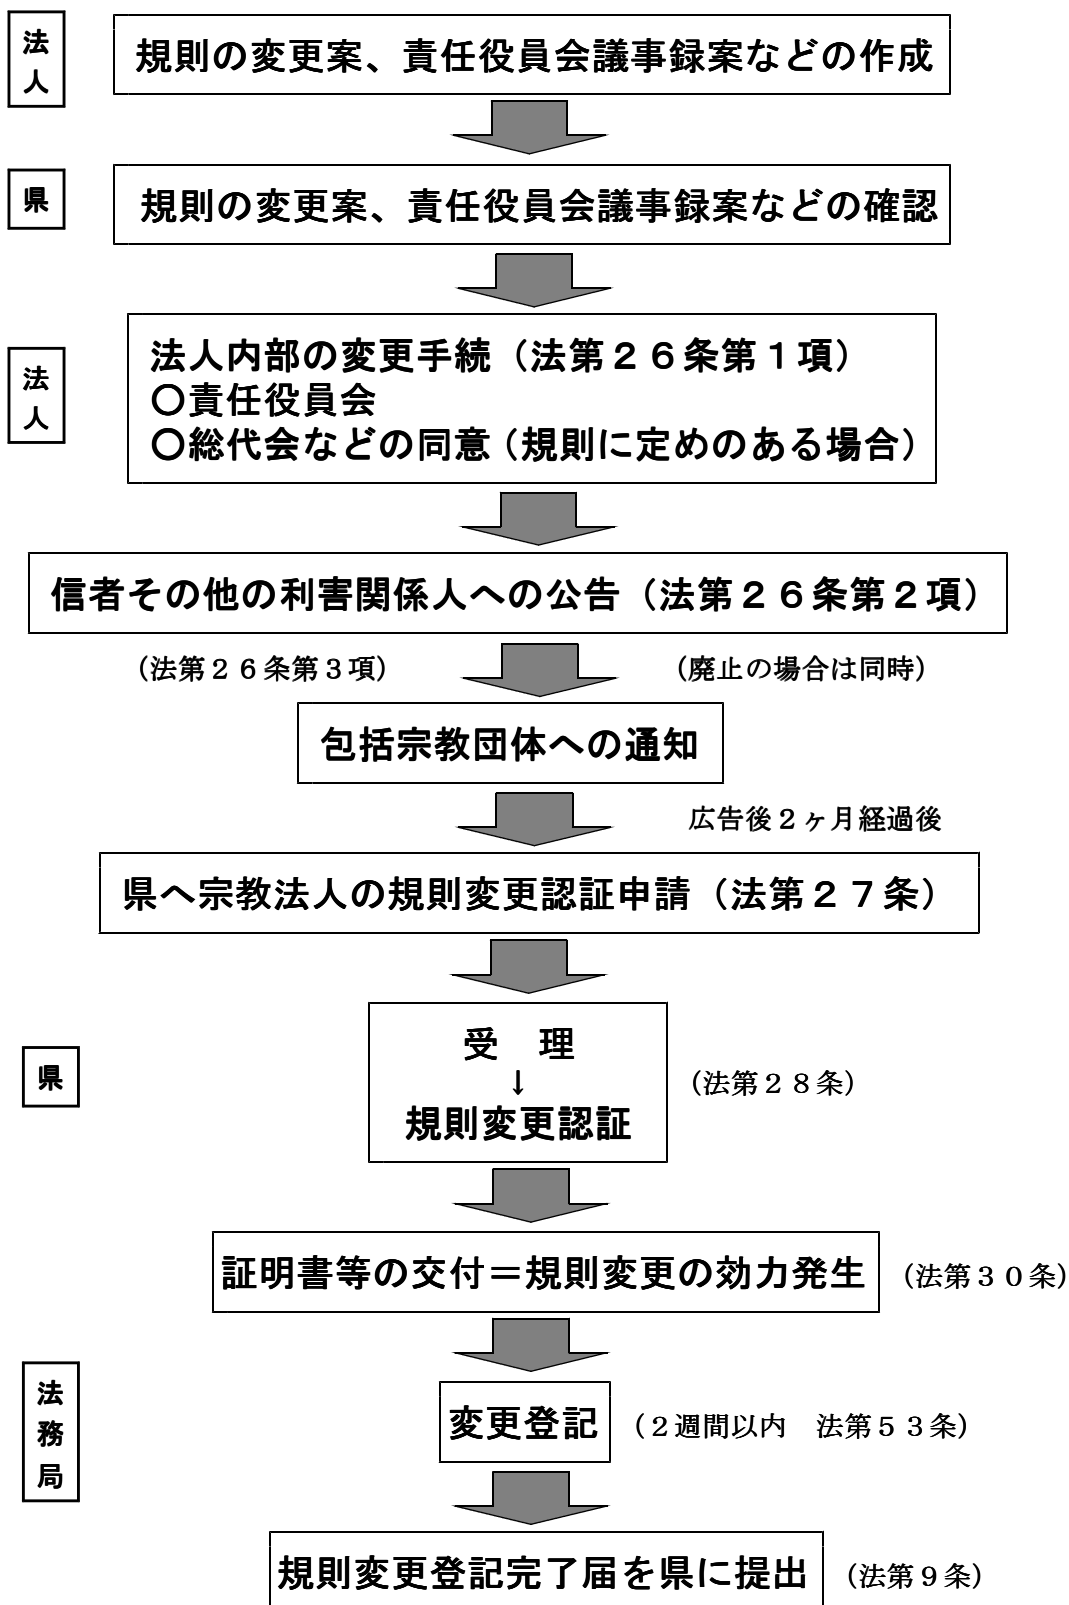 法
人
規則の変更案、責任役員会議事録案などの作成
県
規則の変更案、責任役員会議事録案などの確認
法
人
法人内部の変更手続（法第２６条第１項）
〇責任役員会
〇総代会などの同意（規則に定めのある場合）
信者その他の利害関係人への公告（法第２６条第２項）
（法第２６条第３項）
（廃止の場合は同時）
包括宗教団体への通知
広告後２ヶ月経過後
県へ宗教法人の規則変更認証申請（法第２７条）
県
受　理
↓
規則変更認証
（法第２８条）
証明書等の交付＝規則変更の効力発生
（法第３０条）
法
務
局
変更登記
（２週間以内　法第５３条）
規則変更登記完了届を県に提出
（法第９条）